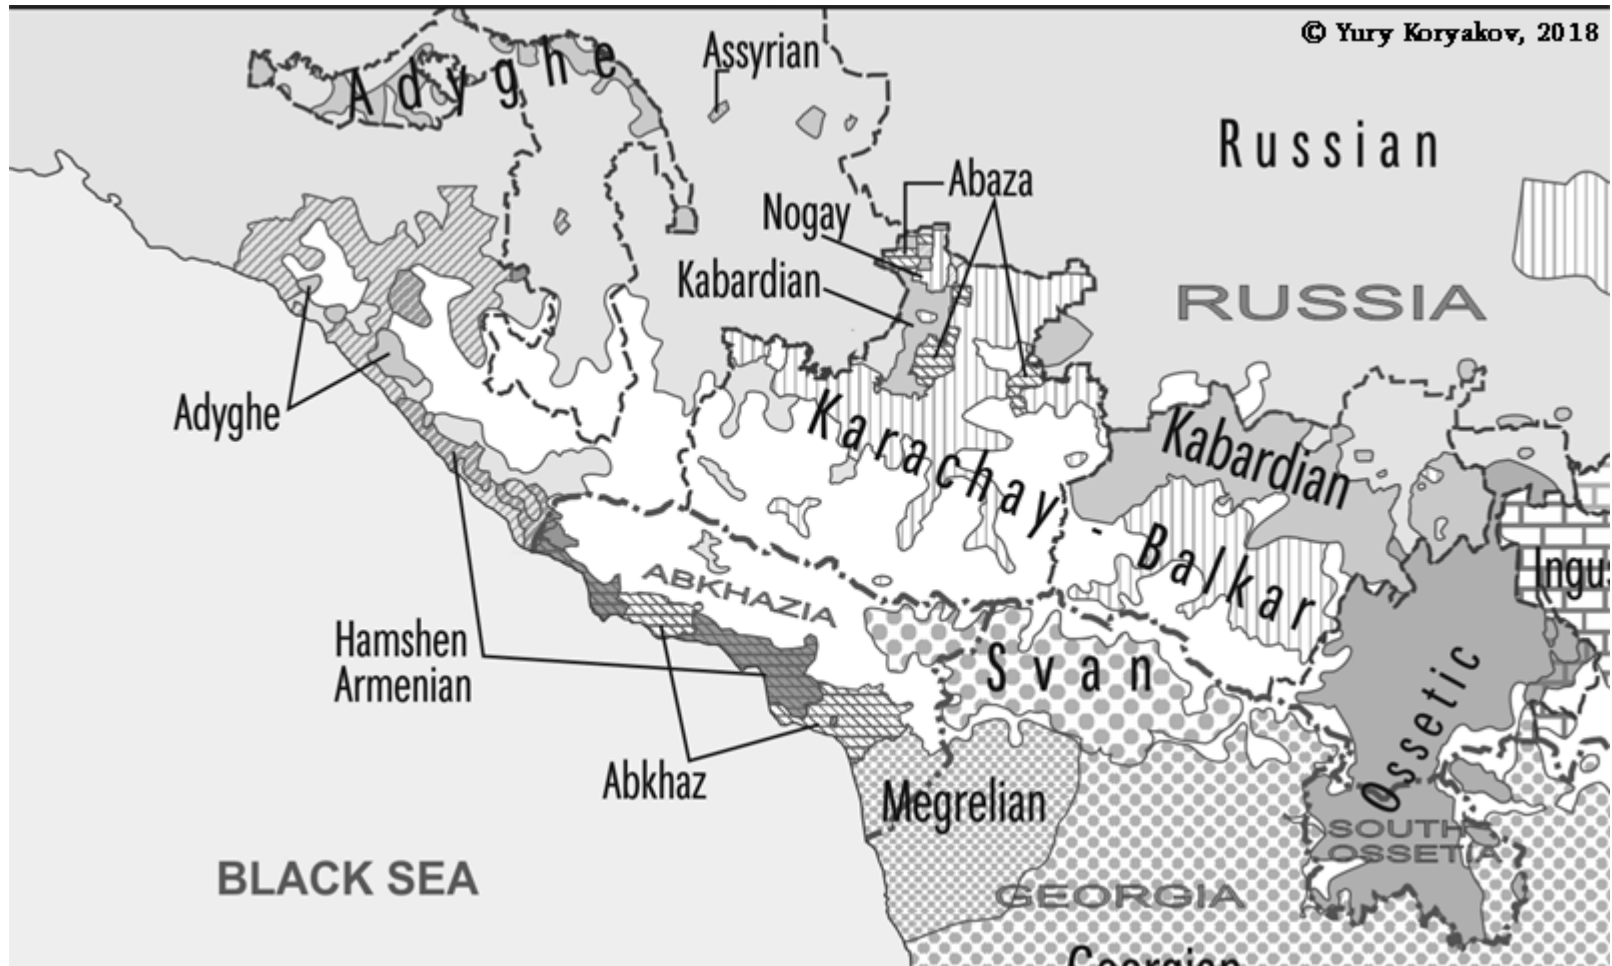 © Yury Koryakov, 2018
Adyghe
Assyrian
Russian
Abaza
Nogay
Kabardian
RUSSIA
Adyghe
Karachay - Balkar
Kabardian
Ingus
ABKHAZIA
Hamshen
Armenian
Svan
Ossetic
Abkhaz
Megrelian
SOUTH
OSSETIA
BLACK SEA
GEORGIA
Georgian